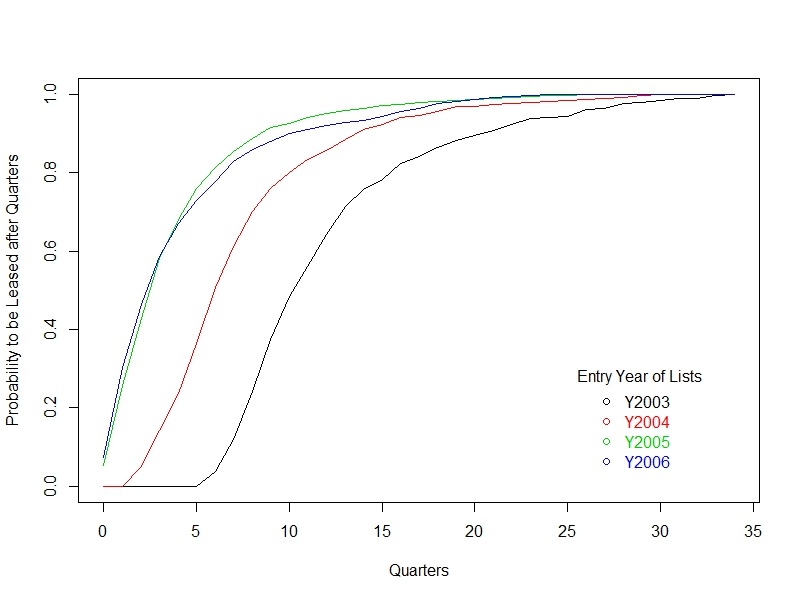 Probability to be Leased after Quarters
1.0
0.8
0.6
0.4
0.2
0.0
Entry Year of Lists
Y2003
Y2004
Y2005
Y2006
0 5 10 15 20 25 30 35
Quarters